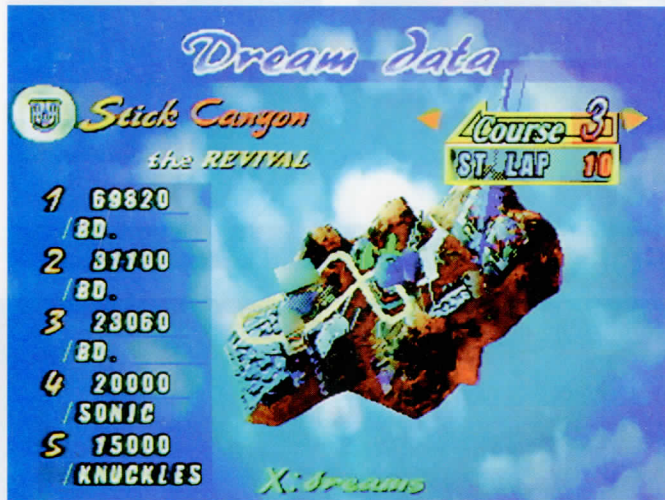 Dream data
Stick Canyon
the REVIVAL
Course 3
ST LAP 10
1 69820
/BD.
2 31100
/BD.
3 23060
/BD.
4 20000
/SONIC
5 15000
/KNUCKLES
X: dreams